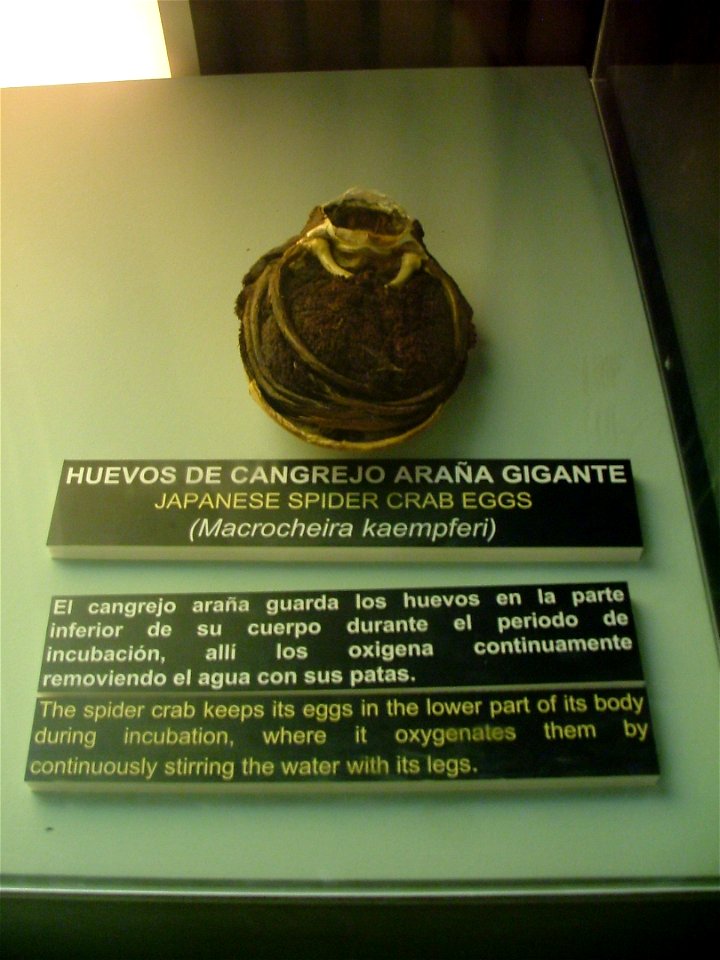 HUEVOS DE CANGREJO ARAÑA GIGANTE
JAPANESE SPIDER CRAB EGGS
(Macrocheira kaempferi)
El cangrejo araña guarda los huevos en la parte
inferior de su cuerpo durante el periodo de
incubación, allí los oxigena continuamente
removiendo el agua con sus patas.
The spider crab keeps its eggs in the lower part of its body
during incubation, where it oxygenates them by
continuously stirring the water with its legs.